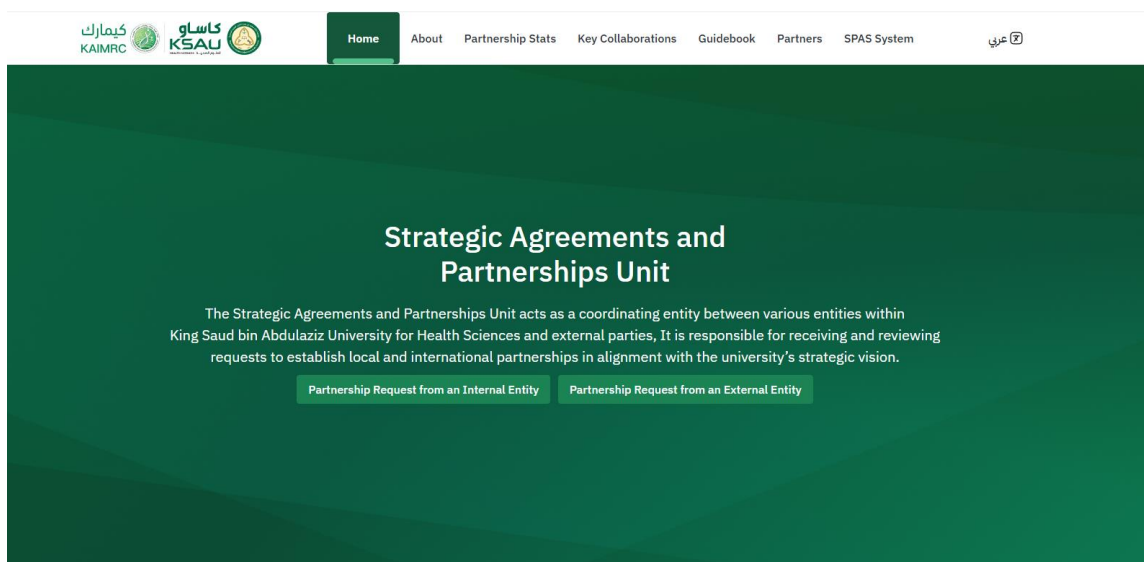 كيمارك
KAIMRC
كاساو
KSAU
Home
About
Partnership Stats
Key Collaborations
Guidebook
Partners
SPAS System
عربي
Strategic Agreements and
Partnerships Unit
The Strategic Agreements and Partnerships Unit acts as a coordinating entity between various entities within
King Saud bin Abdulaziz University for Health Sciences and external parties, It is responsible for receiving and reviewing
requests to establish local and international partnerships in alignment with the university’s strategic vision.
Partnership Request from an Internal Entity
Partnership Request from an External Entity